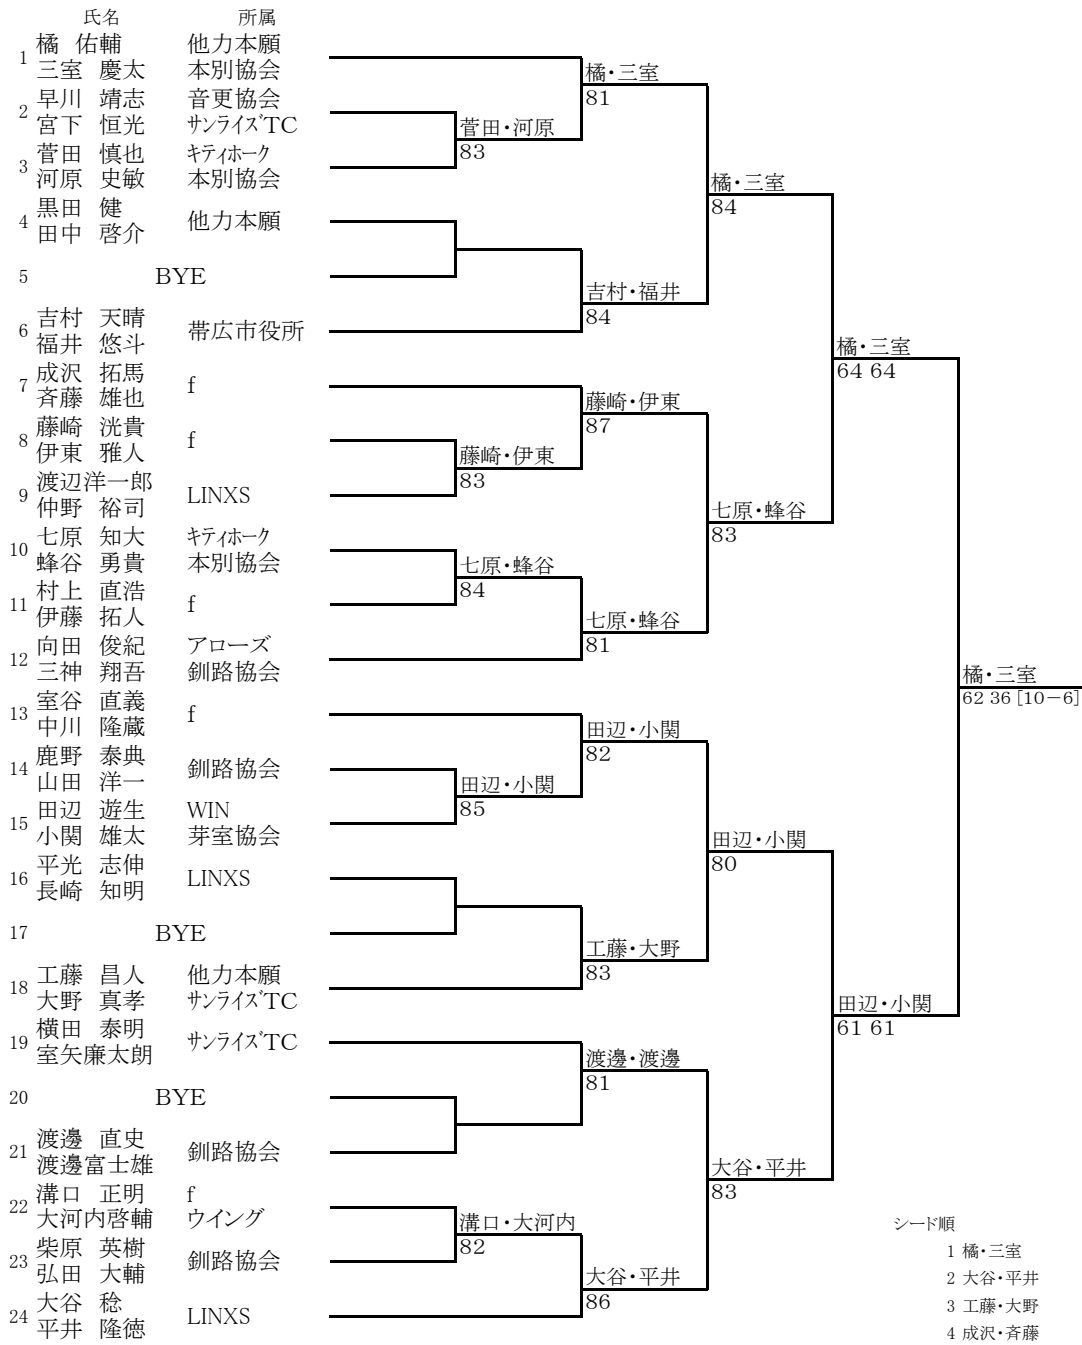 氏名 所属
1 橘 佑輔 他力本願
三室 慶太 本別協会
2 早川 靖志 音更協会
宮下 恒光 サンライズTC
3 菅田 慎也 キティホーク
河原 史敏 本別協会
4 黒田 健 他力本願
田中 啓介
5 BYE
6 吉村 天晴 帯広市役所
福井 悠斗
7 成沢 拓馬 f
斉藤 雄也
8 藤崎 洸貴 f
伊東 雅人
9 渡辺洋一郎 LINXS
仲野 裕司
10 七原 知大 キティホーク
蜂谷 勇貴 本別協会
11 村上 直浩 f
伊藤 拓人
12 向田 俊紀 アローズ
三神 翔吾 釧路協会
13 室谷 直義 f
中川 隆蔵
14 鹿野 泰典 釧路協会
山田 洋一
15 田辺 遊生 WIN
小関 雄太 芽室協会
16 平光 志伸 LINXS
長崎 知明
17 BYE
18 工藤 昌人 他力本願
大野 真孝 サンライズTC
19 横田 泰明 サンライズTC
室矢廉太朗
20 BYE
21 渡邊 直史 釧路協会
渡邊富士雄
22 溝口 正明 f
大河内啓輔 ウイング
23 柴原 英樹 釧路協会
弘田 大輔
24 大谷 稔 LINXS
平井 隆徳
菅田・河原
83
藤崎・伊東
83
七原・蜂谷
84
田辺・小関
85
溝口・大河内
82
橘・三室
81
吉村・福井
84
藤崎・伊東
87
七原・蜂谷
81
田辺・小関
82
工藤・大野
83
渡邊・渡邊
81
大谷・平井
86
橘・三室
84
七原・蜂谷
83
田辺・小関
80
大谷・平井
83
橘・三室
64 64
田辺・小関
61 61
橘・三室
62 36 [10－6]
シード順
1 橘・三室
2 大谷・平井
3 工藤・大野
4 成沢・斉藤